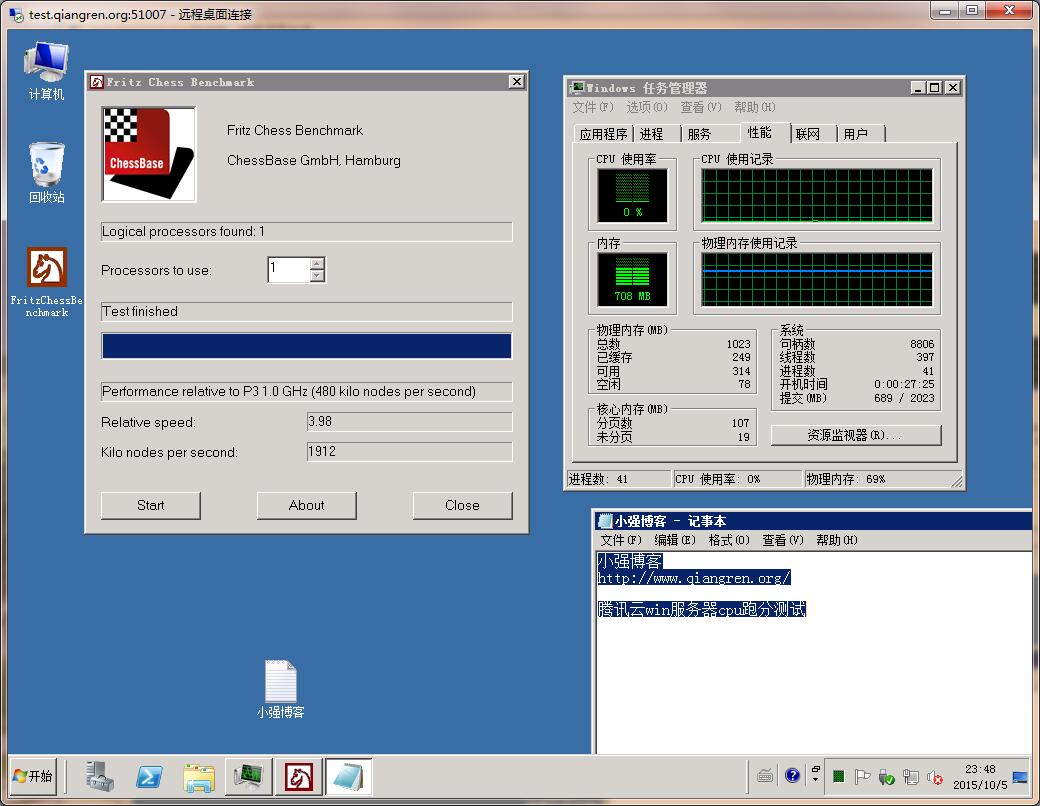 test.qiangren.org:51007 - 远程桌面连接
计算机
回收站
FritzChessBe
nchmark
Fritz Chess Benchmark
ChessBase
Fritz Chess Benchmark
ChessBase GmbH, Hamburg
Logical processors found: 1
Processors to use:
1
Test finished
Performance relative to P3 1.0 GHz (480 kilo nodes per second)
Relative speed:
3.98
Kilo nodes per second:
1912
Start
About
Close
Windows 任务管理器
文件(F) 选项(O) 查看(V) 帮助(H)
应用程序 进程 服务 性能 联网 用户
CPU 使用率
CPU 使用记录
0 %
内存
物理内存使用记录
708 MB
物理内存(MB)
总数 1023
已缓存 249
可用 314
空闲 78
系统
句柄数 8806
线程数 397
进程数 41
开机时间 0:00:27:25
提交(MB) 689 / 2023
核心内存(MB)
分页数 107
未分页 19
资源监视器(R)...
进程数: 41 CPU 使用率: 0% 物理内存: 69%
小强博客 - 记事本
文件(F) 编辑(E) 格式(O) 查看(V) 帮助(H)
小强博客
http://www.qiangren.org/
腾讯云win服务器cpu跑分测试
小强博客
开始
23:48
2015/10/5